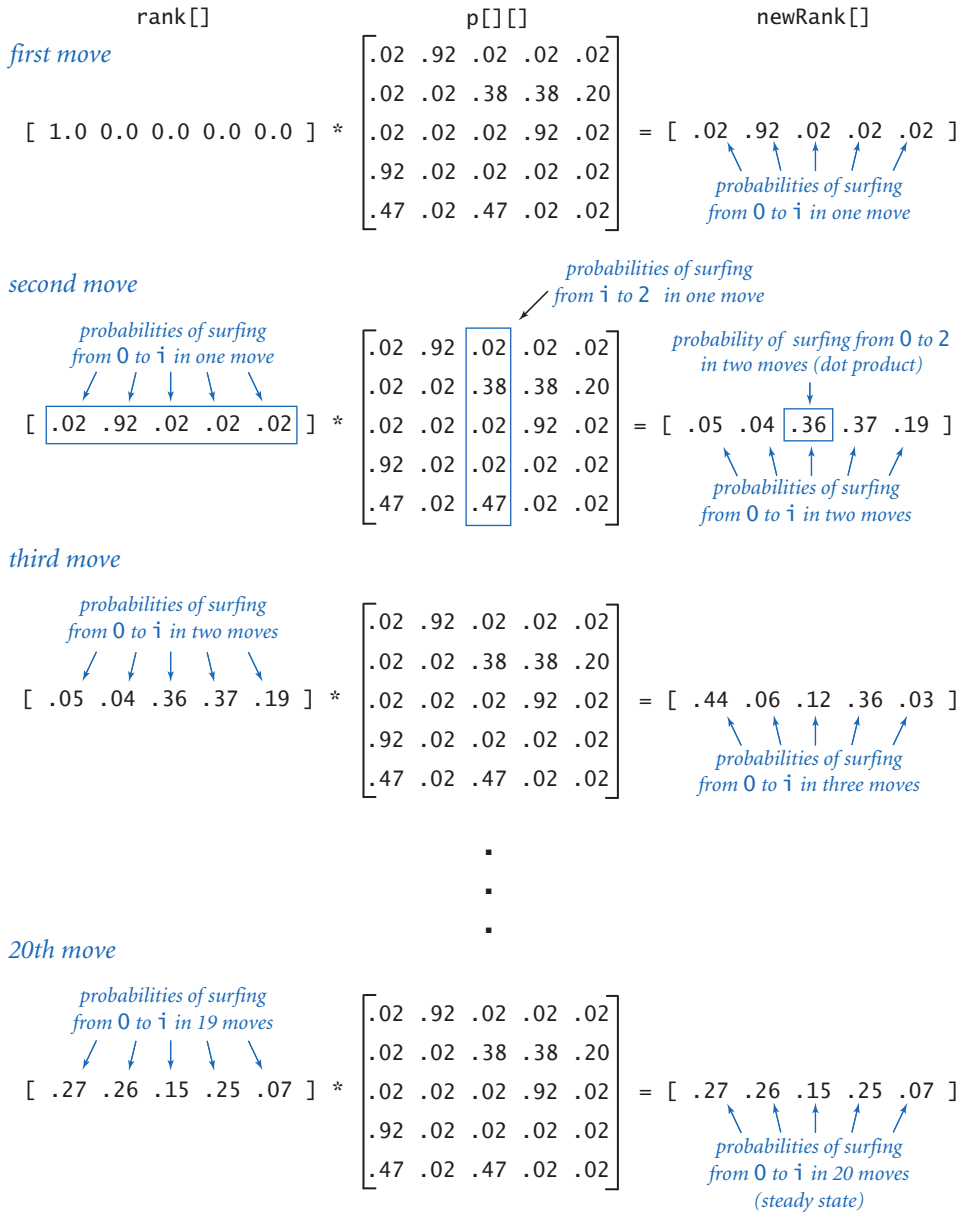 rank[] p[][] newRank[]
first move
.02 .92 .02 .02 .02
.02 .02 .38 .38 .20
[ 1.0 0.0 0.0 0.0 0.0 ] * .02 .02 .02 .92 .02 = [ .02 .92 .02 .02 .02 ]
.92 .02 .02 .02 .02
.47 .02 .47 .02 .02
probabilities of surfing
from 0 to i in one move
second move
probabilities of surfing
from i to 2 in one move
probabilities of surfing
from 0 to i in one move
.02 .92 .02 .02 .02
.02 .02 .38 .38 .20
probability of surfing from 0 to 2
in two moves (dot product)
[ .02 .92 .02 .02 .02 ] * .02 .02 .02 .92 .02 = [ .05 .04 .36 .37 .19 ]
.92 .02 .02 .02 .02
.47 .02 .47 .02 .02
probabilities of surfing
from 0 to i in two moves
third move
probabilities of surfing
from 0 to i in two moves
.02 .92 .02 .02 .02
.02 .02 .38 .38 .20
[ .05 .04 .36 .37 .19 ] * .02 .02 .02 .92 .02 = [ .44 .06 .12 .36 .03 ]
.92 .02 .02 .02 .02
.47 .02 .47 .02 .02
probabilities of surfing
from 0 to i in three moves
.
.
.
20th move
probabilities of surfing
from 0 to i in 19 moves
.02 .92 .02 .02 .02
.02 .02 .38 .38 .20
[ .27 .26 .15 .25 .07 ] * .02 .02 .02 .92 .02 = [ .27 .26 .15 .25 .07 ]
.92 .02 .02 .02 .02
.47 .02 .47 .02 .02
probabilities of surfing
from 0 to i in 20 moves
(steady state)